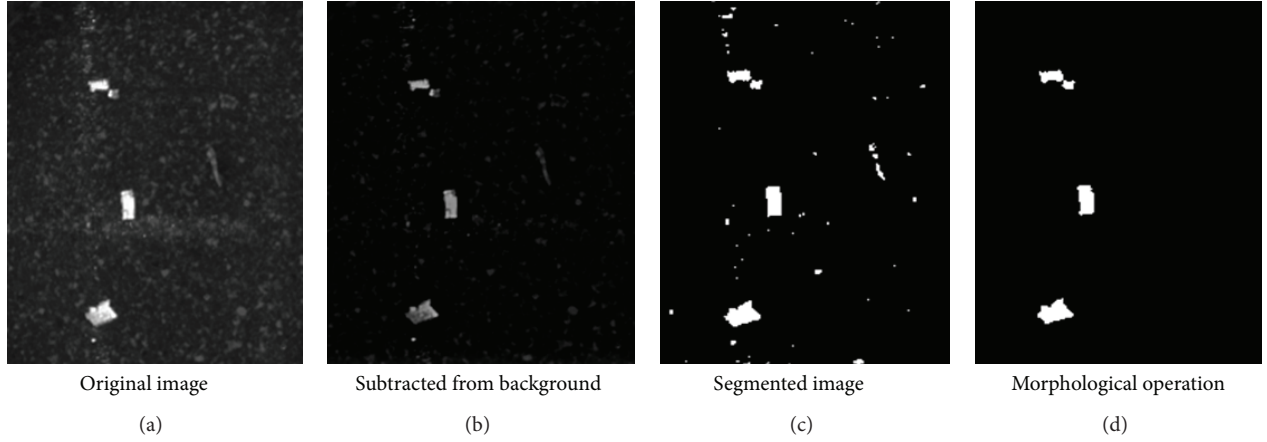 Original image
Subtracted from background
Segmented image
Morphological operation
(a)
(b)
(c)
(d)